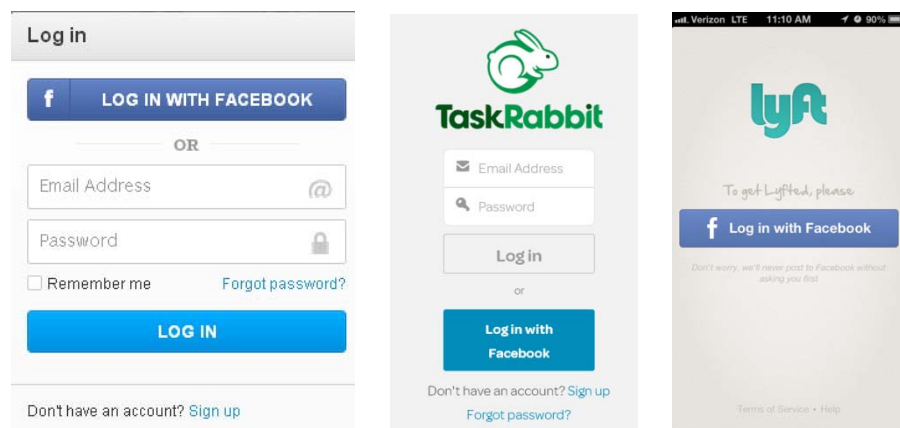 Log in
f LOG IN WITH FACEBOOK
OR
Email Address @
Password
Remember me Forgot password?
LOG IN
Don't have an account? Sign up
TaskRabbit
Email Address
Password
Log in
or
Log in with
Facebook
Don't have an account? Sign up
Forgot password?
Verizon LTE 11:10 AM 90%
lyft
To get Lyfted, please
f Log in with Facebook
Don't worry, we'll never post to Facebook without
asking you first
Terms of Service • Help